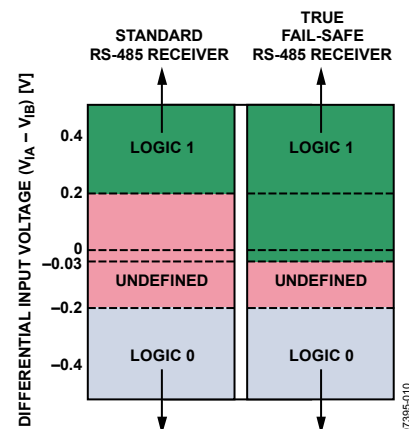 STANDARD
RS-485 RECEIVER
TRUE
FAIL-SAFE
RS-485 RECEIVER
DIFFERENTIAL INPUT VOLTAGE (VIA – VIB) [V]
0.4
0.2
0
–0.03
–0.2
–0.4
LOGIC 1
UNDEFINED
LOGIC 0
LOGIC 1
UNDEFINED
LOGIC 0
7395-010